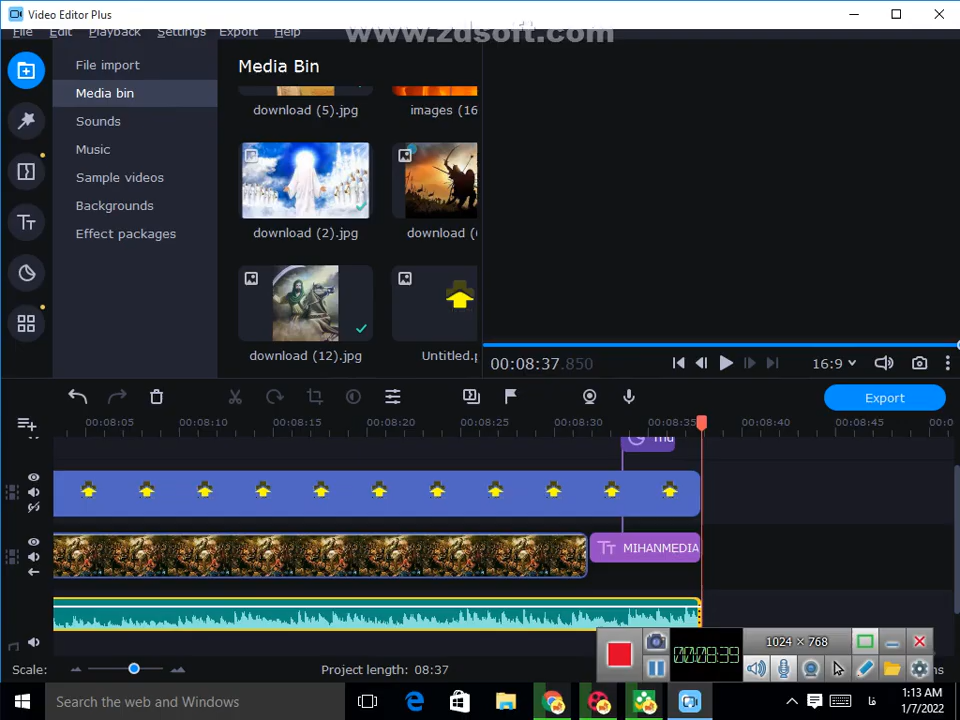 Video Editor Plus
File Edit Playback Settings Export Help
www.zdsoft.com
File import
Media bin
Sounds
Music
Sample videos
Backgrounds
Effect packages
Media Bin
download (5).jpg
images (16
download (2).jpg
download (
download (12).jpg
Untitled.p
00:08:37.850
16:9
Export
00:08:05 00:08:10 00:08:15 00:08:20 00:08:25 00:08:30 00:08:35 00:08:40 00:08:45 00:0
MIHANMEDIA
Scale:
Project length: 08:37
00:08:39
1024 × 768
Search the web and Windows
فا
1:13 AM
1/7/2022